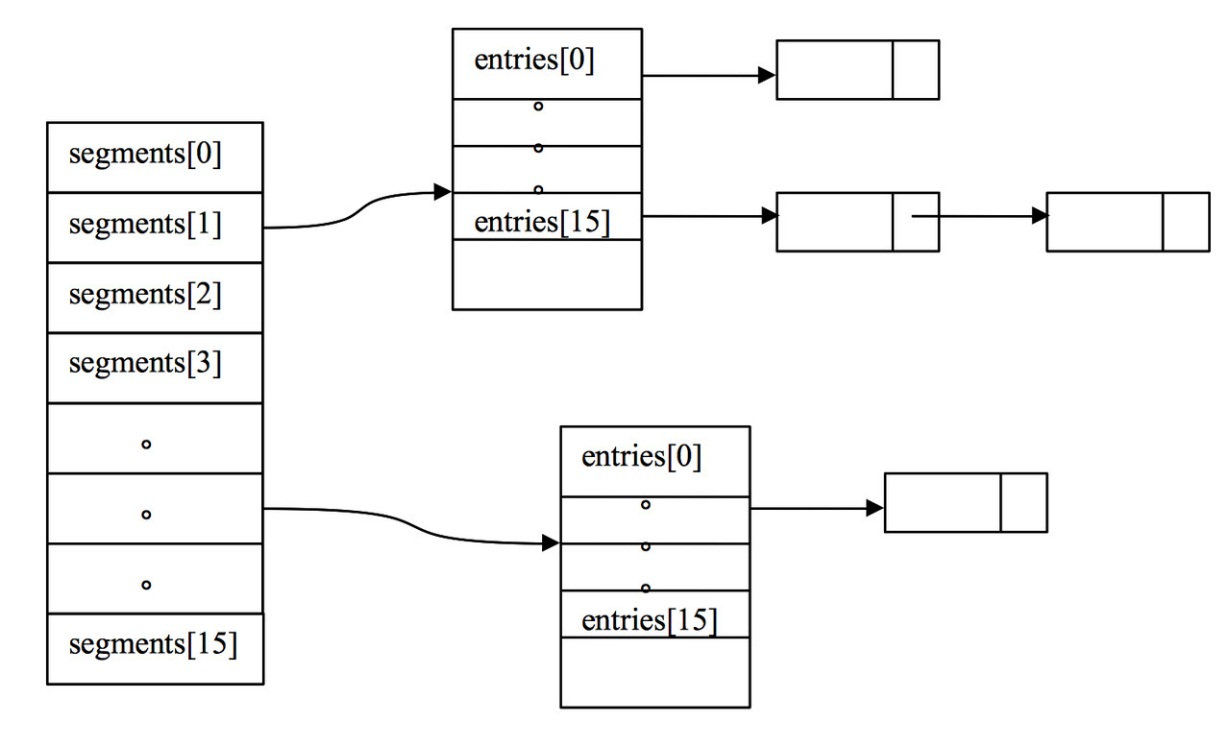 segments[0]
segments[1]
segments[2]
segments[3]
segments[15]
entries[0]
entries[15]
entries[0]
entries[15]